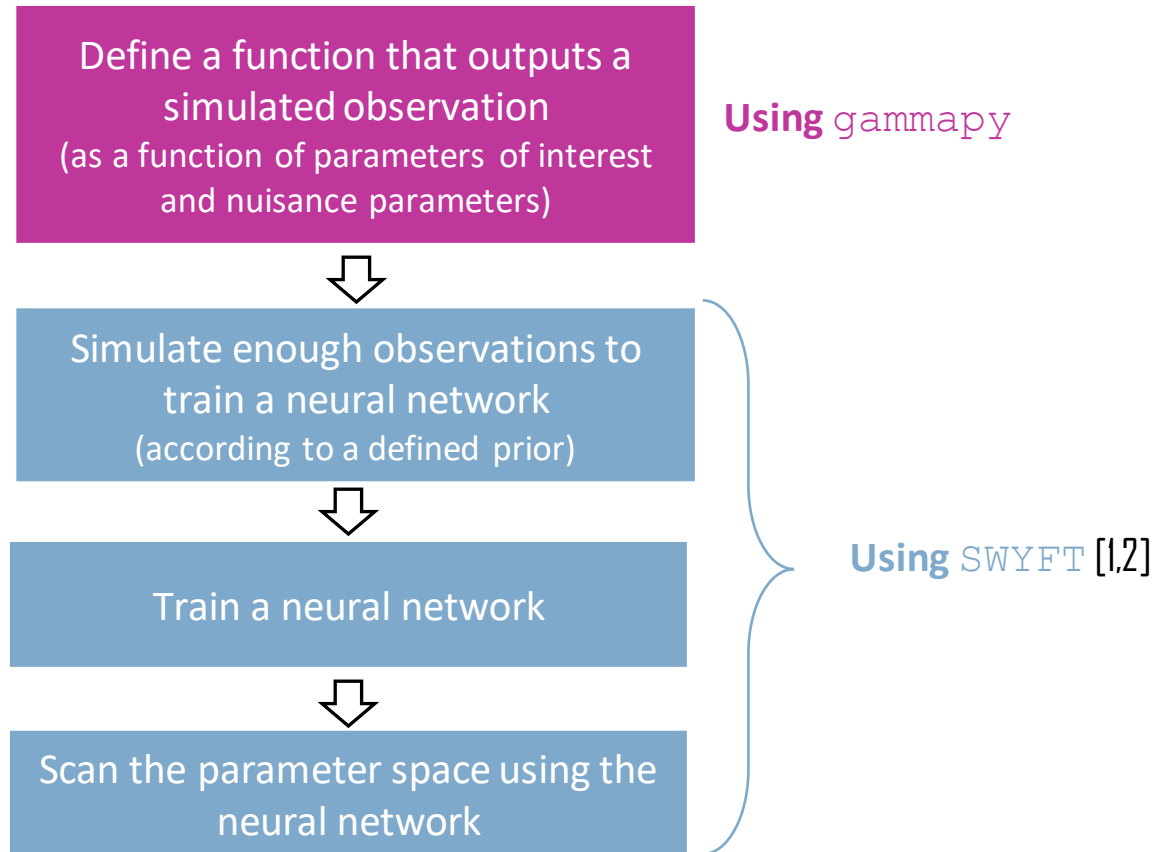 Define a function that outputs a
simulated observation
(as a function of parameters of interest
and nuisance parameters)
Using gammapy
Simulate enough observations to
train a neural network
(according to a defined prior)
Train a neural network
Using SWYFT [1,2]
Scan the parameter space using the
neural network